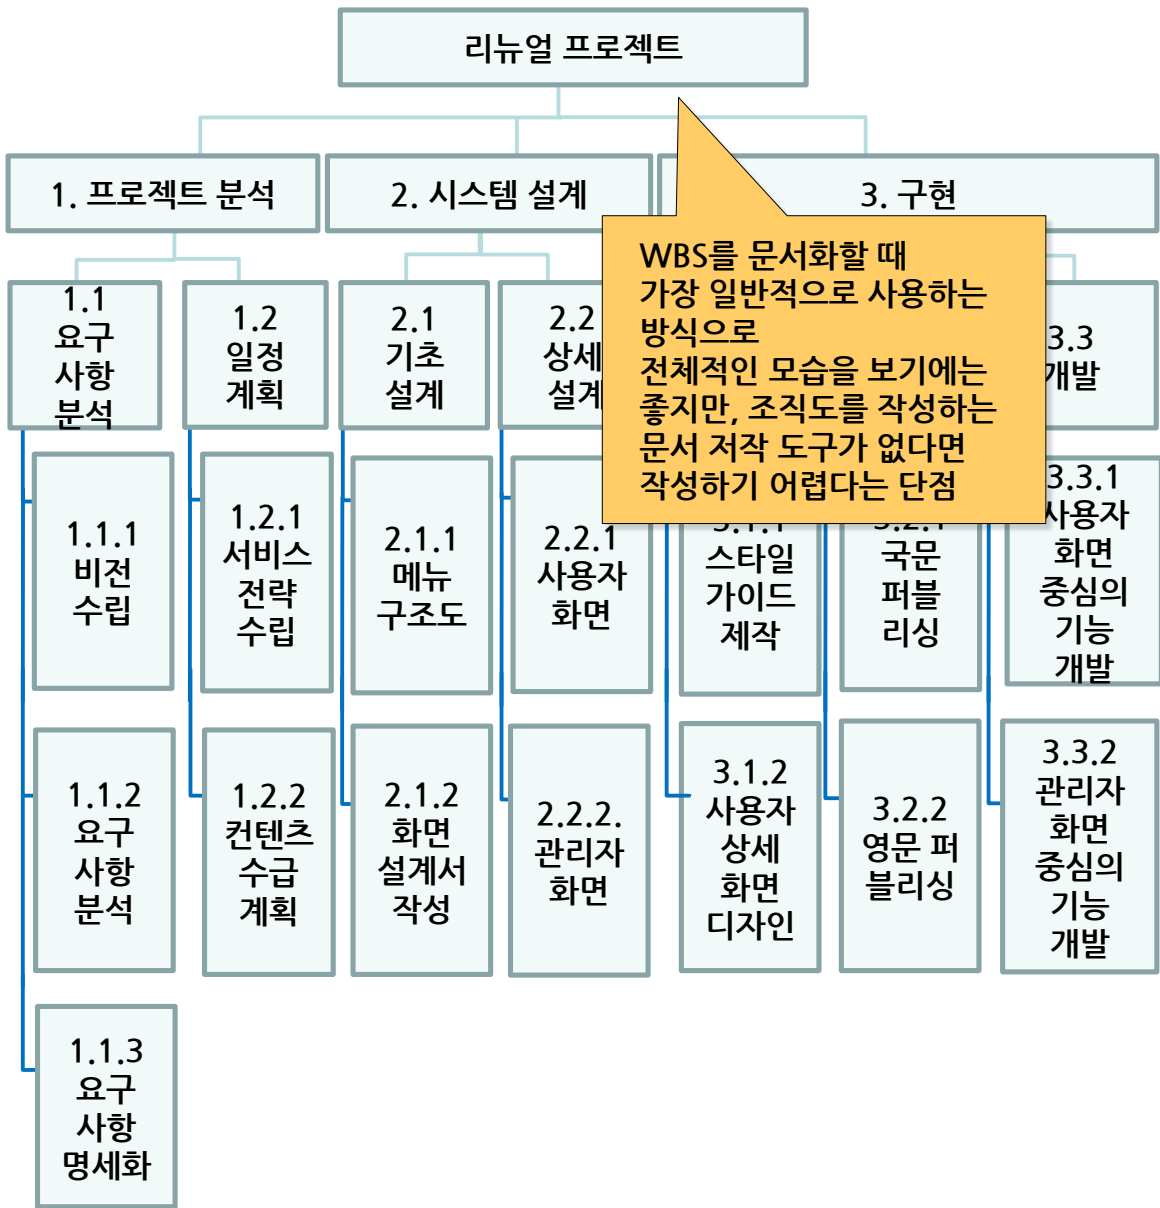 리뉴얼 프로젝트
1. 프로젝트 분석
2. 시스템 설계
3. 구현
WBS를 문서화할 때
가장 일반적으로 사용하는
방식으로
전체적인 모습을 보기에는
좋지만, 조직도를 작성하는
문서 저작 도구가 없다면
작성하기 어렵다는 단점
1.1
요구
사항
분석
1.2
일정
계획
2.1
기초
설계
2.2
상세
설계
3.3
개발
1.1.1
비전
수립
1.2.1
서비스
전략
수립
2.1.1
메뉴
구조도
2.2.1
사용자
화면
3.1.1
스타일
가이드
제작
3.2.1
국문
퍼블
리싱
3.3.1
사용자
화면
중심의
기능
개발
1.1.2
요구
사항
분석
1.2.2
컨텐츠
수급
계획
2.1.2
화면
설계서
작성
2.2.2.
관리자
화면
3.1.2
사용자
상세
화면
디자인
3.2.2
영문 퍼
블리싱
3.3.2
관리자
화면
중심의
기능
개발
1.1.3
요구
사항
명세화